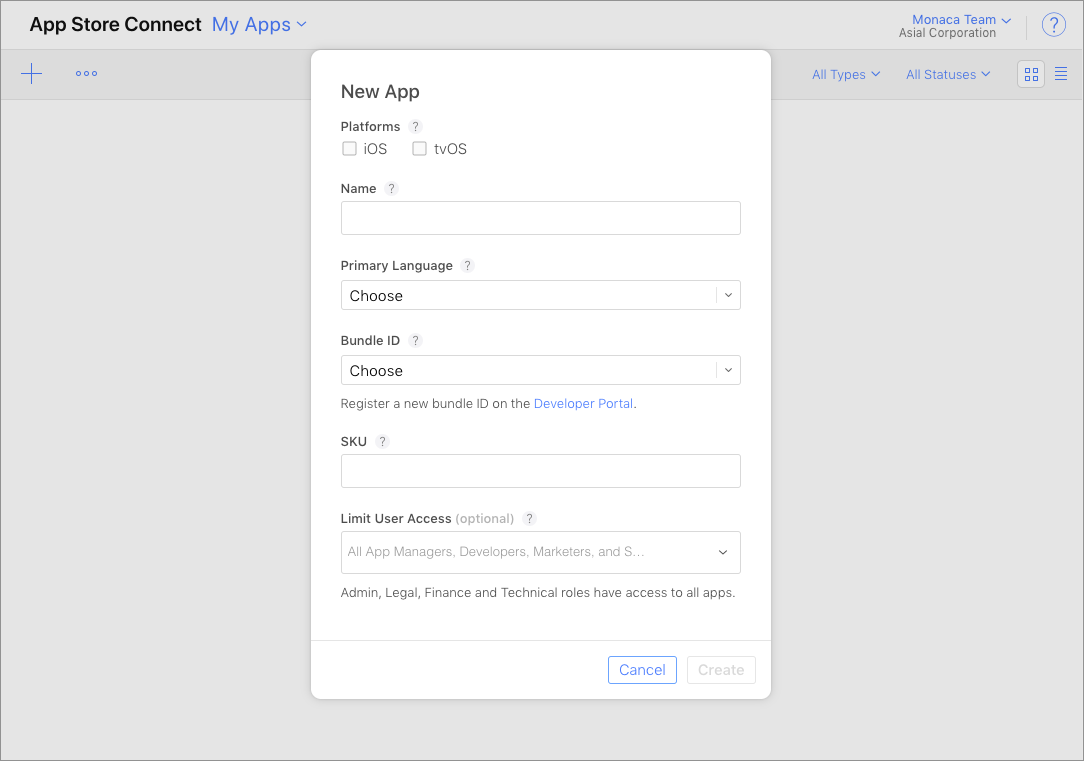 App Store Connect My Apps
Monaca Team
Asial Corporation
?
All Types
All Statuses
New App
Platforms ?
iOS tvOS
Name ?
Primary Language ?
Choose
Bundle ID ?
Choose
Register a new bundle ID on the Developer Portal.
SKU ?
Limit User Access (optional) ?
All App Managers, Developers, Marketers, and S...
Admin, Legal, Finance and Technical roles have access to all apps.
Cancel Create